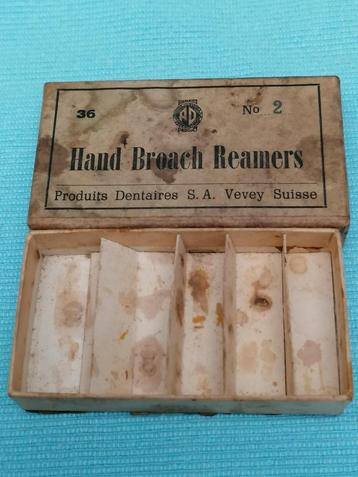 36 No 2
Hand Broach Reamers
Produits Dentaires S. A. Vevey Suisse